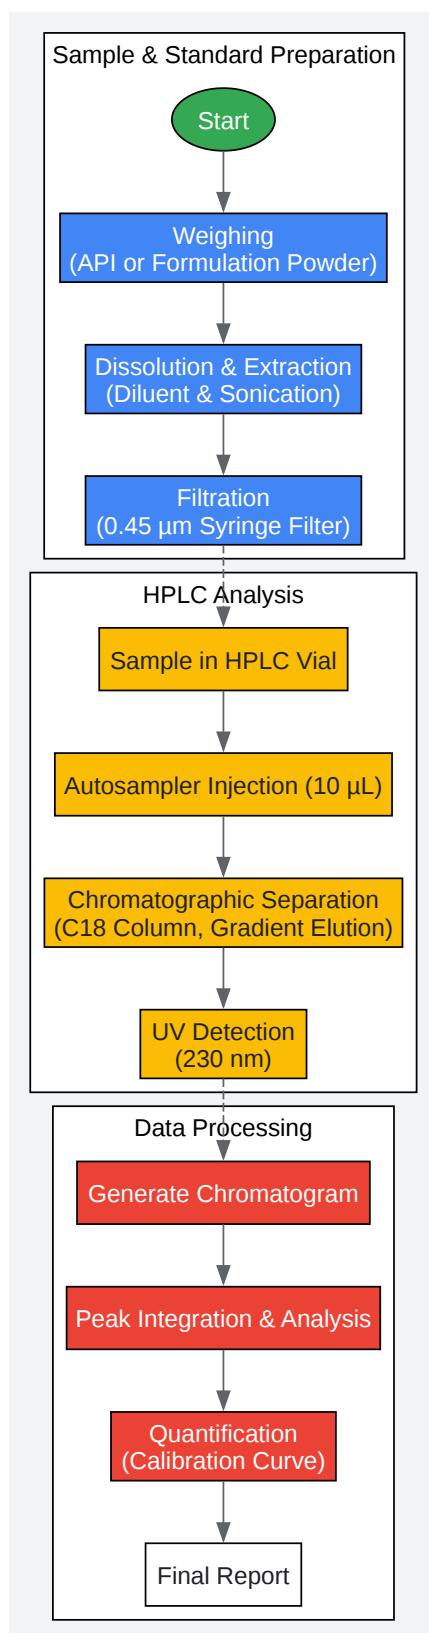 Sample & Standard Preparation
Start
Weighing
(API or Formulation Powder)
Dissolution & Extraction
(Diluent & Sonication)
Filtration
(0.45 µm Syringe Filter)
HPLC Analysis
Sample in HPLC Vial
Autosampler Injection (10 µL)
Chromatographic Separation
(C18 Column, Gradient Elution)
UV Detection
(230 nm)
Data Processing
Generate Chromatogram
Peak Integration & Analysis
Quantification
(Calibration Curve)
Final Report